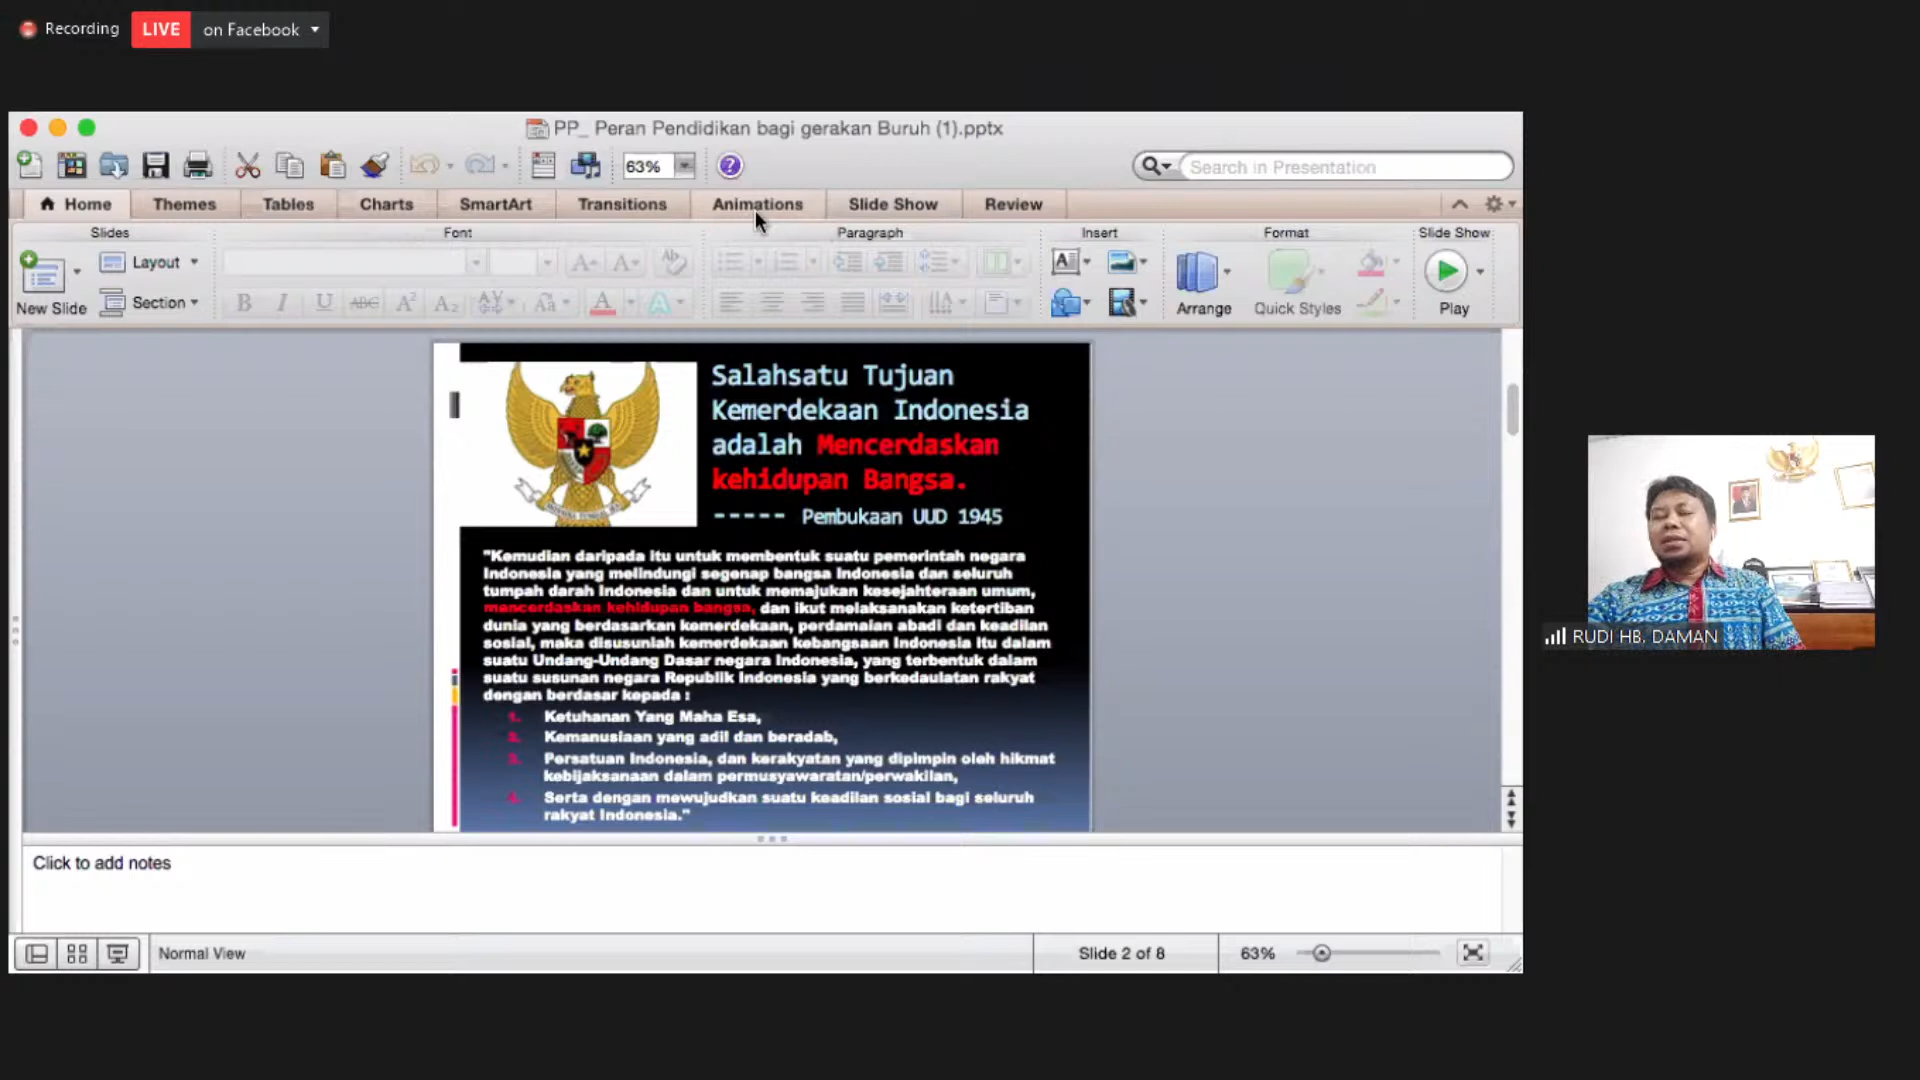 Recording
LIVE on Facebook
PP_ Peran Pendidikan bagi gerakan Buruh (1).pptx
63%
Search in Presentation
Home Themes Tables Charts SmartArt Transitions Animations Slide Show Review
Slides Font Paragraph Insert Format Slide Show
Layout
Section
New Slide
Arrange
Quick Styles
Play
Salahsatu Tujuan
Kemerdekaan Indonesia
adalah Mencerdaskan
kehidupan Bangsa.
----- Pembukaan UUD 1945
"Kemudian daripada itu untuk membentuk suatu pemerintah negara
Indonesia yang melindungi segenap bangsa Indonesia dan seluruh
tumpah darah Indonesia dan untuk memajukan kesejahteraan umum,
mencerdaskan kehidupan bangsa, dan ikut melaksanakan ketertiban
dunia yang berdasarkan kemerdekaan, perdamaian abadi dan keadilan
sosial, maka disusunlah kemerdekaan kebangsaan Indonesia itu dalam
suatu Undang-Undang Dasar negara Indonesia, yang terbentuk dalam
suatu susunan negara Republik Indonesia yang berkedaulatan rakyat
dengan berdasar kepada :
1. Ketuhanan Yang Maha Esa,
2. Kemanusiaan yang adil dan beradab,
3. Persatuan Indonesia, dan kerakyatan yang dipimpin oleh hikmat
kebijaksanaan dalam permusyawaratan/perwakilan,
4. Serta dengan mewujudkan suatu keadilan sosial bagi seluruh
rakyat Indonesia."
RUDI HB. DAMAN
Click to add notes
Normal View
Slide 2 of 8
63%